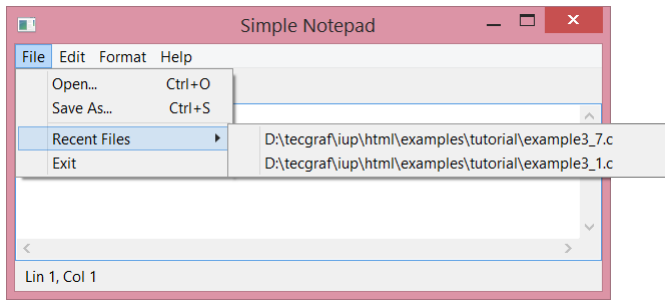 Simple Notepad
File Edit Format Help
Open... Ctrl+O
Save As... Ctrl+S
Recent Files
D:\tecgraf\iup\html\examples\tutorial\example3_7.c
Exit
D:\tecgraf\iup\html\examples\tutorial\example3_1.c
Lin 1, Col 1